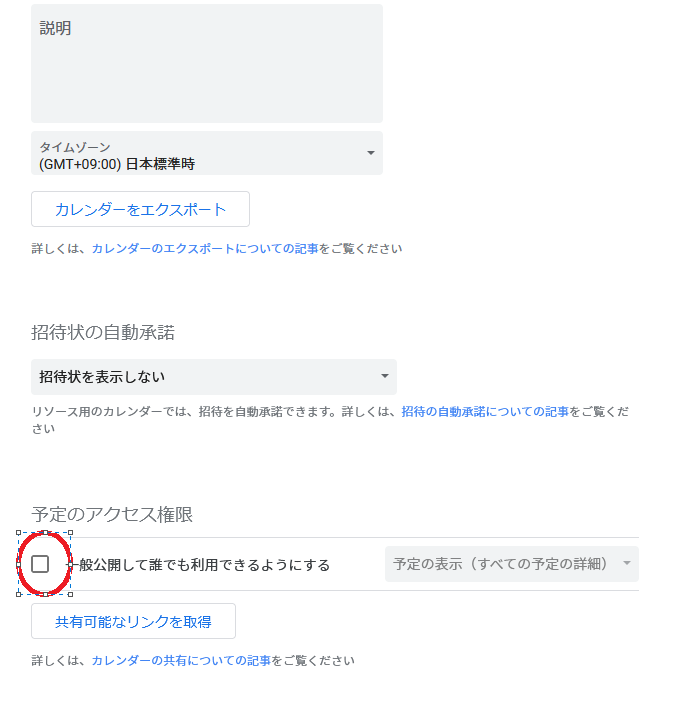 説明
タイムゾーン
(GMT+09:00) 日本標準時
カレンダーをエクスポート
詳しくは、カレンダーのエクスポートについての記事をご覧ください
招待状の自動承諾
招待状を表示しない
リソース用のカレンダーでは、招待を自動承諾できます。詳しくは、招待の自動承諾についての記事をご覧くだ
さい
予定のアクセス権限
一般公開して誰でも利用できるようにする
予定の表示（すべての予定の詳細）
共有可能なリンクを取得
詳しくは、カレンダーの共有についての記事をご覧ください